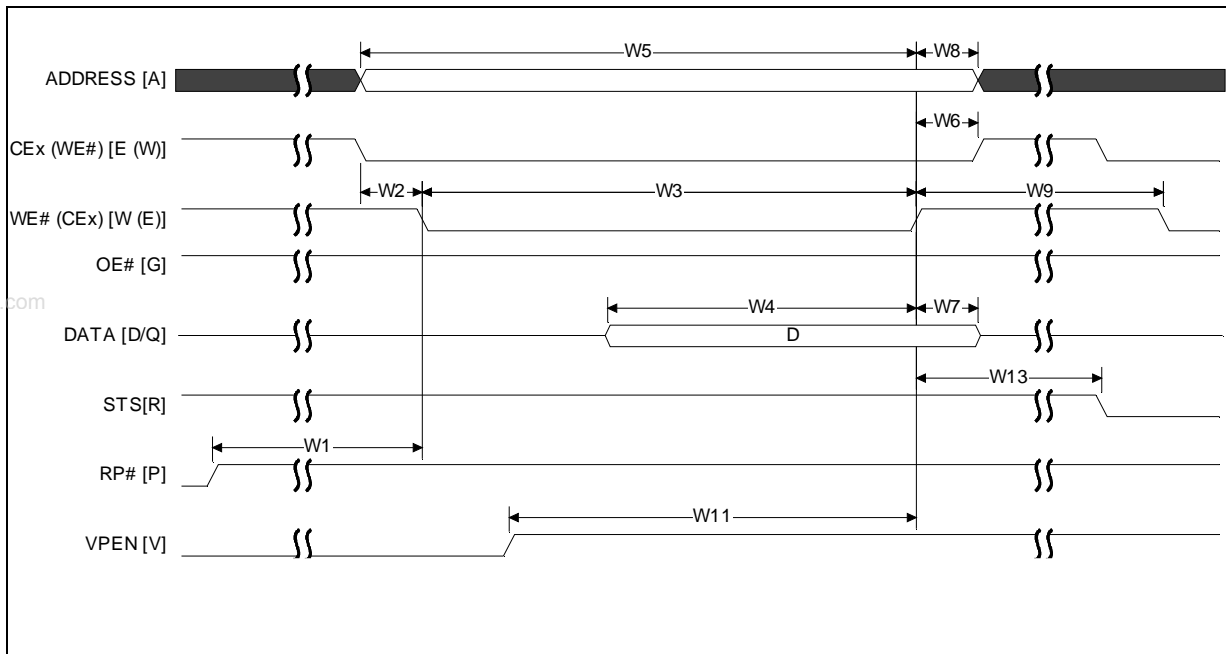 W5
W8
ADDRESS [A]
W6
CEx (WE#) [E (W)]
W2
W3
W9
WE# (CEx) [W (E)]
OE# [G]
.com
W4
W7
DATA [D/Q]
D
W13
STS[R]
W1
RP# [P]
W11
VPEN [V]